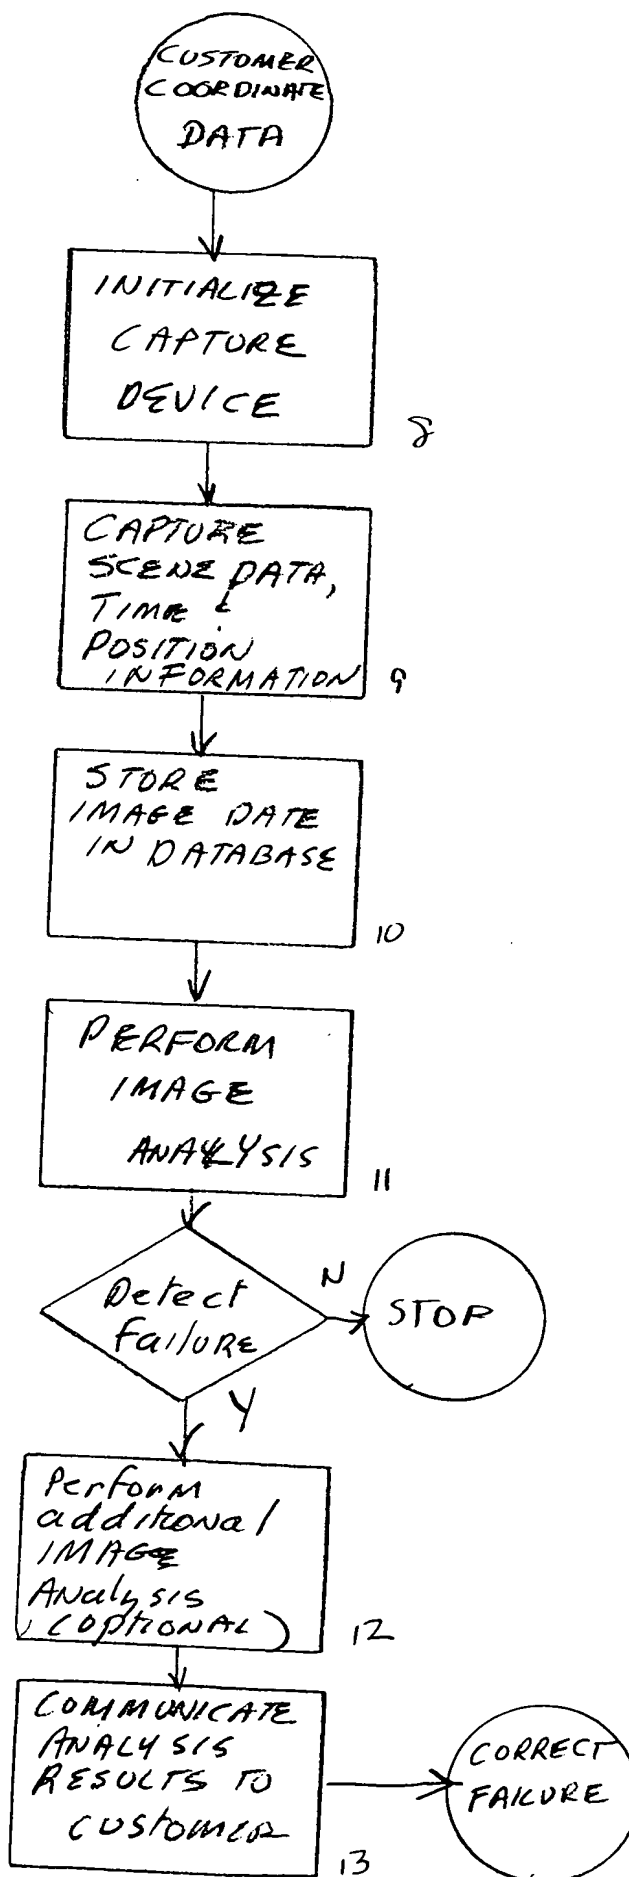 CUSTOMER
COORDINATE
DATA
INITIALIZE
CAPTURE
DEVICE
8
CAPTURE
SCENE DATA,
TIME &
POSITION
INFORMATION
9
STORE
IMAGE DATE
IN DATABASE
10
PERFORM
IMAGE
ANALYSIS
11
Detect
FailURE
N
STOP
Y
Perform
additional
IMAGE
Analysis
(OPTIONAL)
12
COMMUNICATE
ANALYSIS
RESULTS TO
CUSTOMER
13
CORRECT
FAILURE